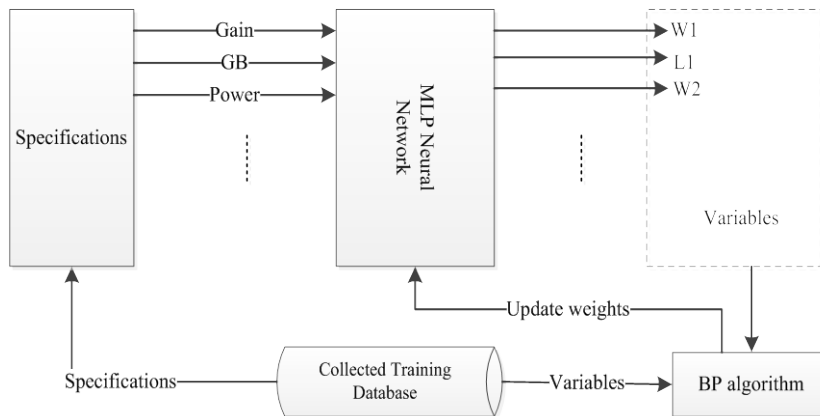 Gain
GB
Power
Specifications
MLP Neural
Network
W1
L1
W2
Variables
Update weights
Specifications
Collected Training
Database
Variables
BP algorithm